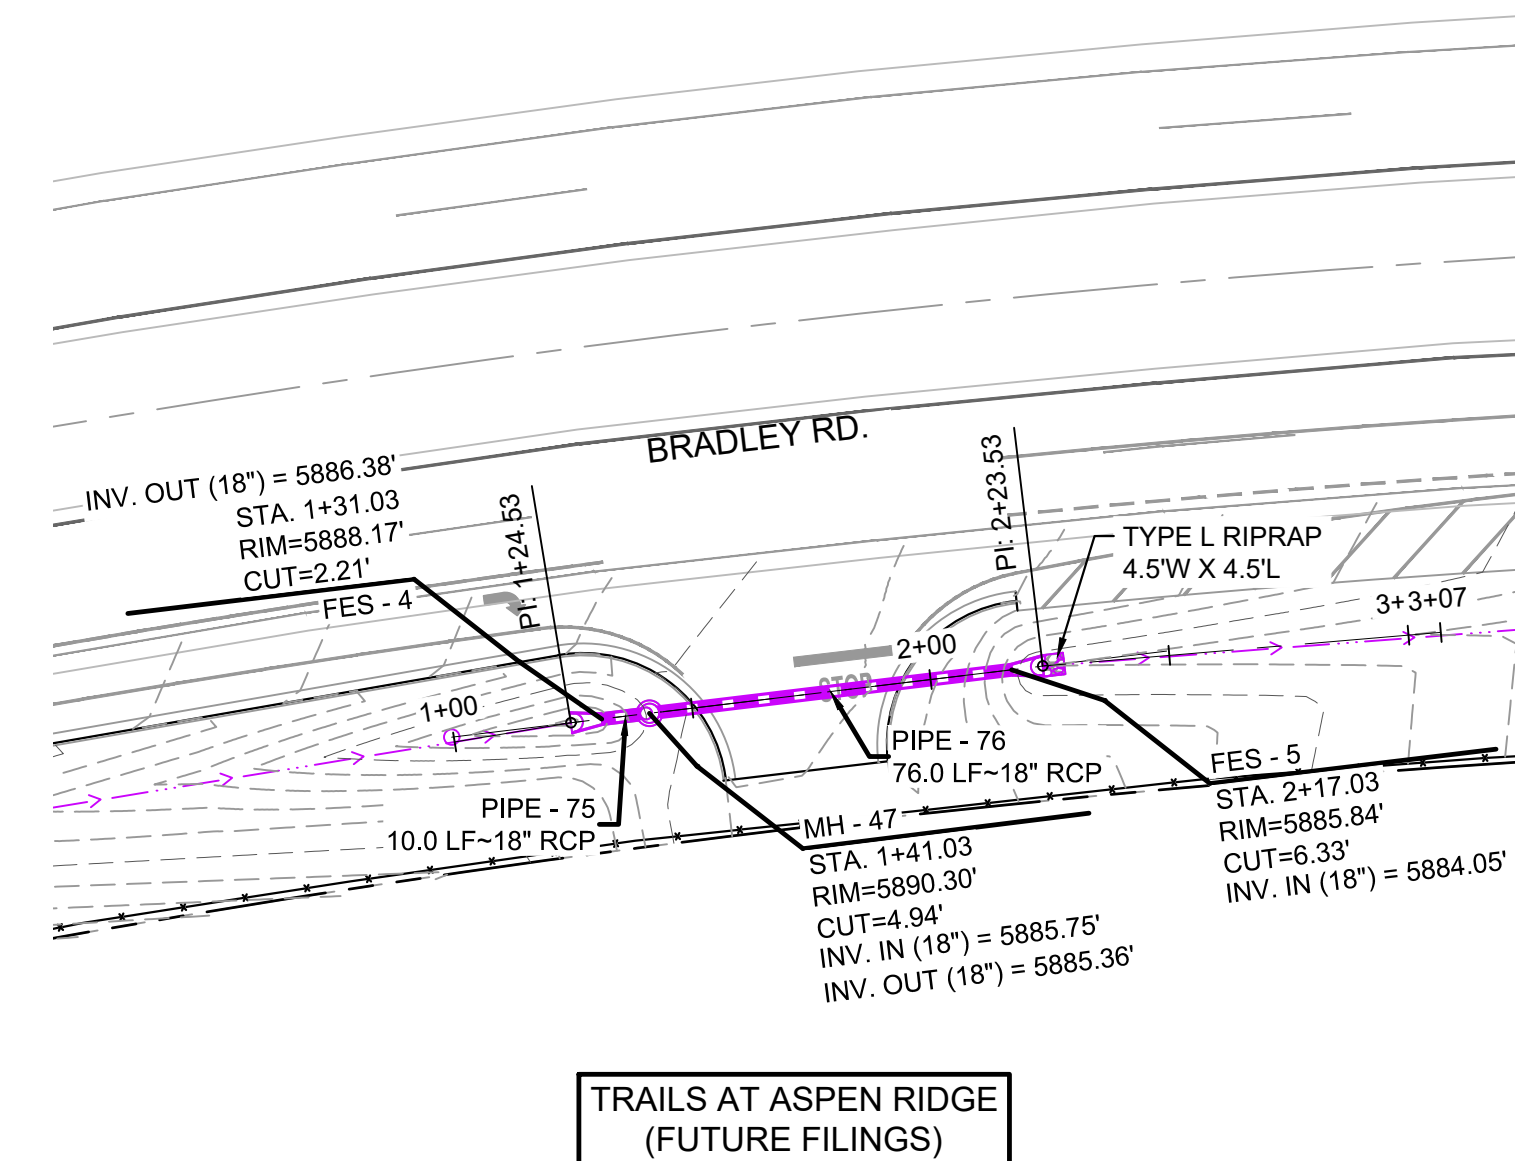 BRADLEY RD.
INV. OUT (18") = 5886.38'
STA. 1+31.03
RIM=5888.17'
CUT=2.21'
FES - 4
PI: 1+24.53
PI: 2+23.53
TYPE L RIPRAP
4.5'W X 4.5'L
3+3+07
2+00
STOP
1+00
PIPE - 76
76.0 LF~18" RCP
FES - 5
STA. 2+17.03
RIM=5885.84'
CUT=6.33'
INV. IN (18") = 5884.05'
PIPE - 75
10.0 LF~18" RCP
MH - 47
STA. 1+41.03
RIM=5890.30'
CUT=4.94'
INV. IN (18") = 5885.75'
INV. OUT (18") = 5885.36'
TRAILS AT ASPEN RIDGE
(FUTURE FILINGS)